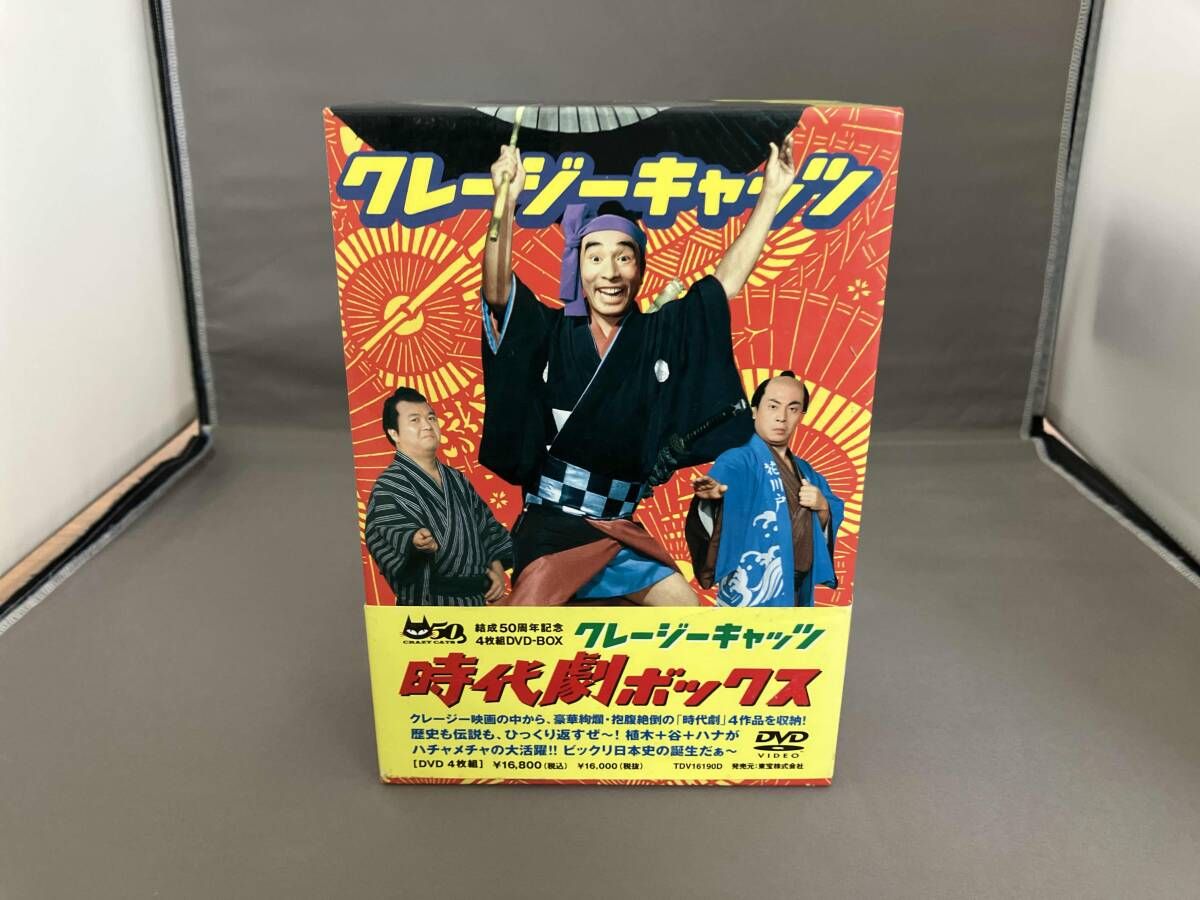 クレージーキャッツ
花川戸
50
CRAZY CATS
結成50周年記念
4枚組DVD-BOX
クレージーキャッツ
時代劇ボックス
クレージー映画の中から、豪華絢爛・抱腹絶倒の「時代劇」4作品を収納!
歴史も伝説も、ひっくり返すぜ〜! 植木+谷+ハナが
ハチャメチャの大活躍!! ビックリ日本史の誕生だぁ〜
DVD
VIDEO
[DVD 4枚組] ¥16,800(税込) ¥16,000(税抜) TDV16190D 発売元:東宝株式会社